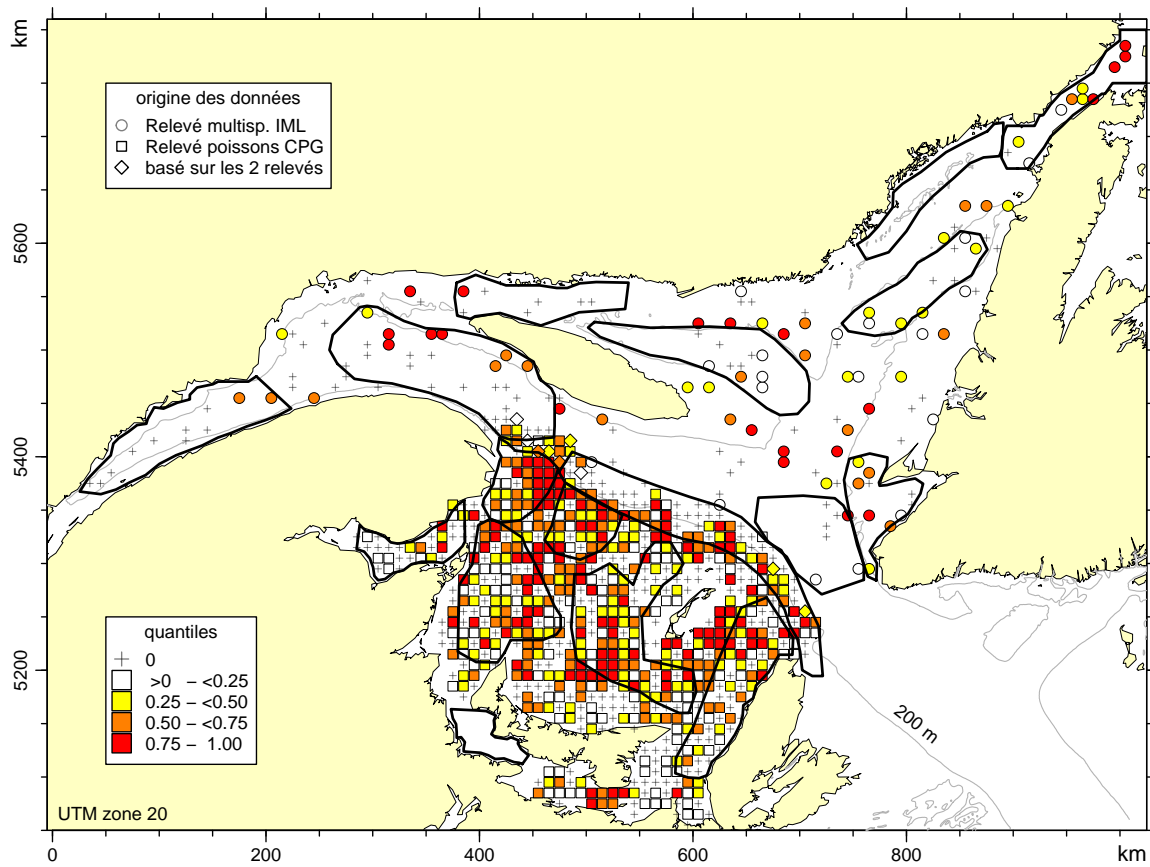 km
origine des données
Relevé multisp. IML
Relevé poissons CPG
basé sur les 2 relevés
5600
5400
5200
quantiles
0
>0 – <0.25
0.25 – <0.50
0.50 – <0.75
0.75 – 1.00
200 m
UTM zone 20
0 200 400 600 800 km